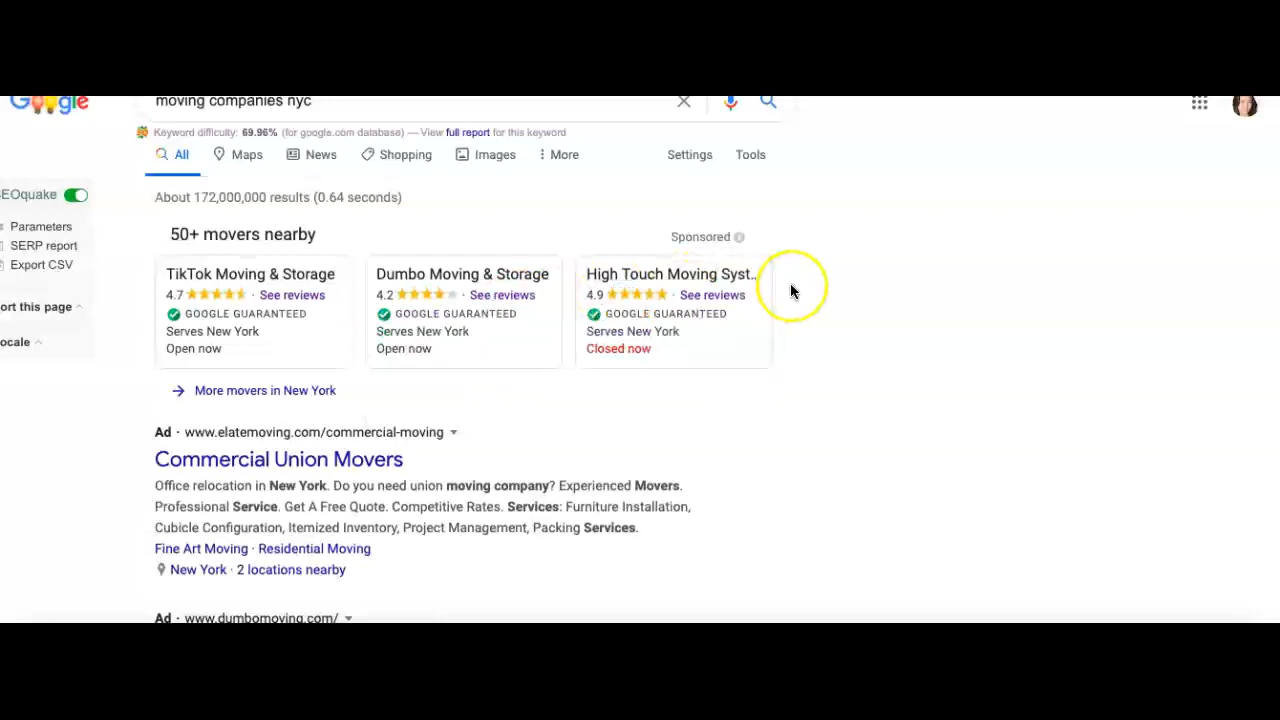 Google
moving companies nyc
Keyword difficulty: 69.96% (for google.com database) — View full report for this keyword
All Maps News Shopping Images More Settings Tools
EOquake
Parameters
SERP report
Export CSV
ort this page
ocale
About 172,000,000 results (0.64 seconds)
50+ movers nearby
Sponsored
TikTok Moving & Storage
4.7 · See reviews
GOOGLE GUARANTEED
Serves New York
Open now
Dumbo Moving & Storage
4.2 · See reviews
GOOGLE GUARANTEED
Serves New York
Open now
High Touch Moving Syst...
4.9 · See reviews
GOOGLE GUARANTEED
Serves New York
Closed now
More movers in New York
Ad · www.elatemoving.com/commercial-moving
Commercial Union Movers
Office relocation in New York. Do you need union moving company? Experienced Movers.
Professional Service. Get A Free Quote. Competitive Rates. Services: Furniture Installation,
Cubicle Configuration, Itemized Inventory, Project Management, Packing Services.
Fine Art Moving · Residential Moving
New York · 2 locations nearby
Ad · www.dumbomoving.com/